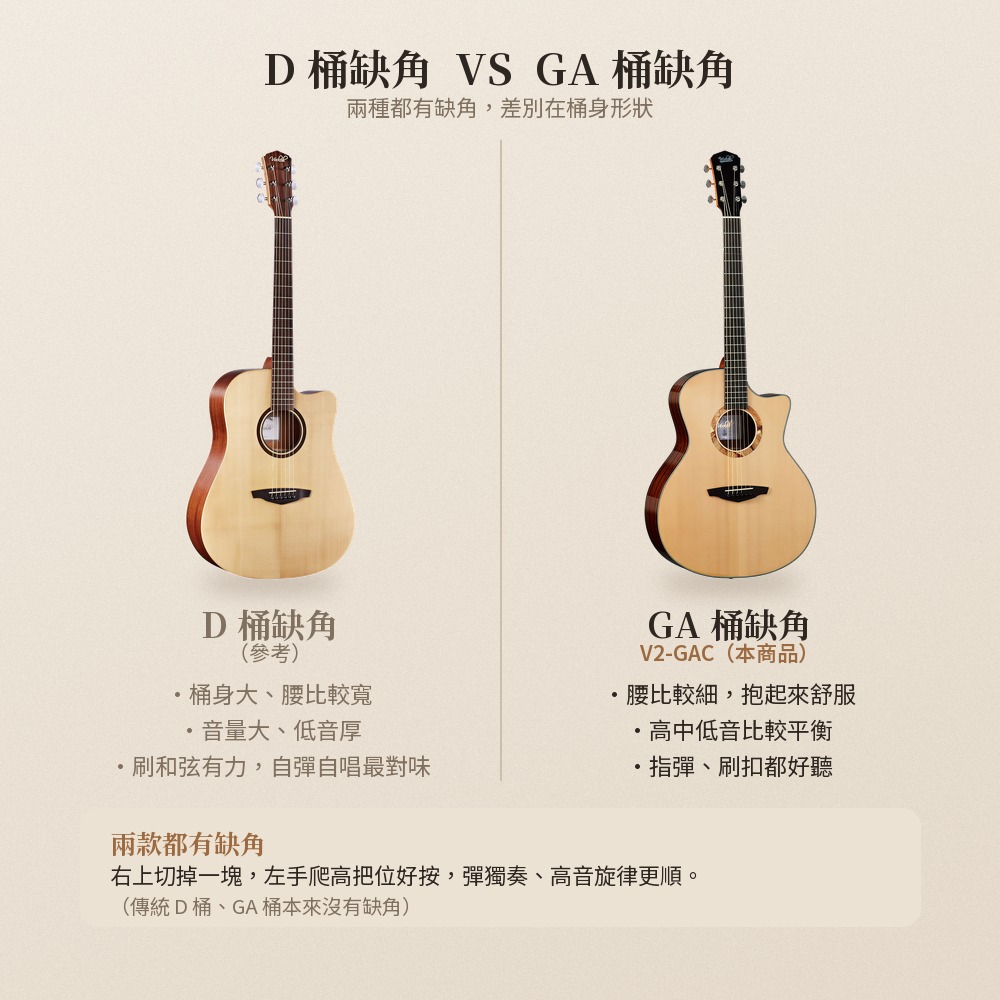 D 桶缺角 VS GA 桶缺角
兩種都有缺角，差別在桶身形狀
D 桶缺角
（參考）
・桶身大、腰比較寬
・音量大、低音厚
・刷和弦有力，自彈自唱最對味
GA 桶缺角
V2-GAC（本商品）
・腰比較細，抱起來舒服
・高中低音比較平衡
・指彈、刷扣都好聽
兩款都有缺角
右上切掉一塊，左手爬高把位好按，彈獨奏、高音旋律更順。
（傳統 D 桶、GA 桶本來沒有缺角）